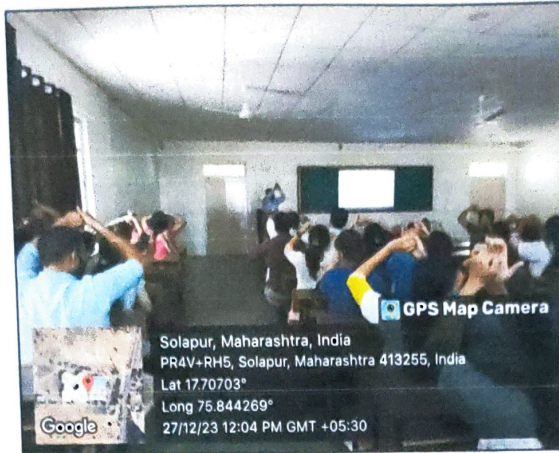 GPS Map Camera
Solapur, Maharashtra, India
PR4V+RH5, Solapur, Maharashtra 413255, India
Lat 17.70703°
Long 75.844269°
27/12/23 12:04 PM GMT +05:30
Google